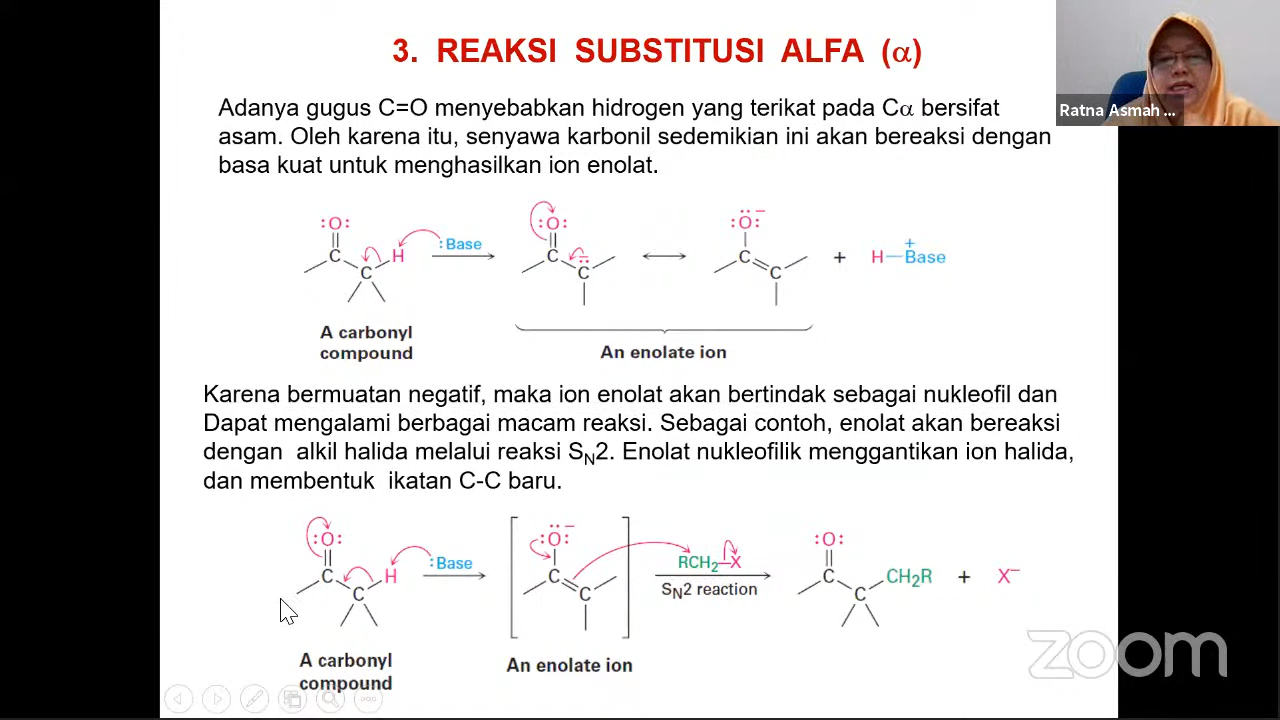 3. REAKSI SUBSTITUSI ALFA (α)
Ratna Asmah ...
Adanya gugus C=O menyebabkan hidrogen yang terikat pada Cα bersifat
asam. Oleh karena itu, senyawa karbonil sedemikian ini akan bereaksi dengan
basa kuat untuk menghasilkan ion enolat.
:O: C C H :Base :O: C C :O: − C C + H—Base +
A carbonyl
compound
An enolate ion
Karena bermuatan negatif, maka ion enolat akan bertindak sebagai nukleofil dan
Dapat mengalami berbagai macam reaksi. Sebagai contoh, enolat akan bereaksi
dengan alkil halida melalui reaksi SN2. Enolat nukleofilik menggantikan ion halida,
dan membentuk ikatan C-C baru.
:O: C C H :Base :O: − C C RCH2—X :O: C C CH2R + X−
SN2 reaction
A carbonyl
compound
An enolate ion
zoom